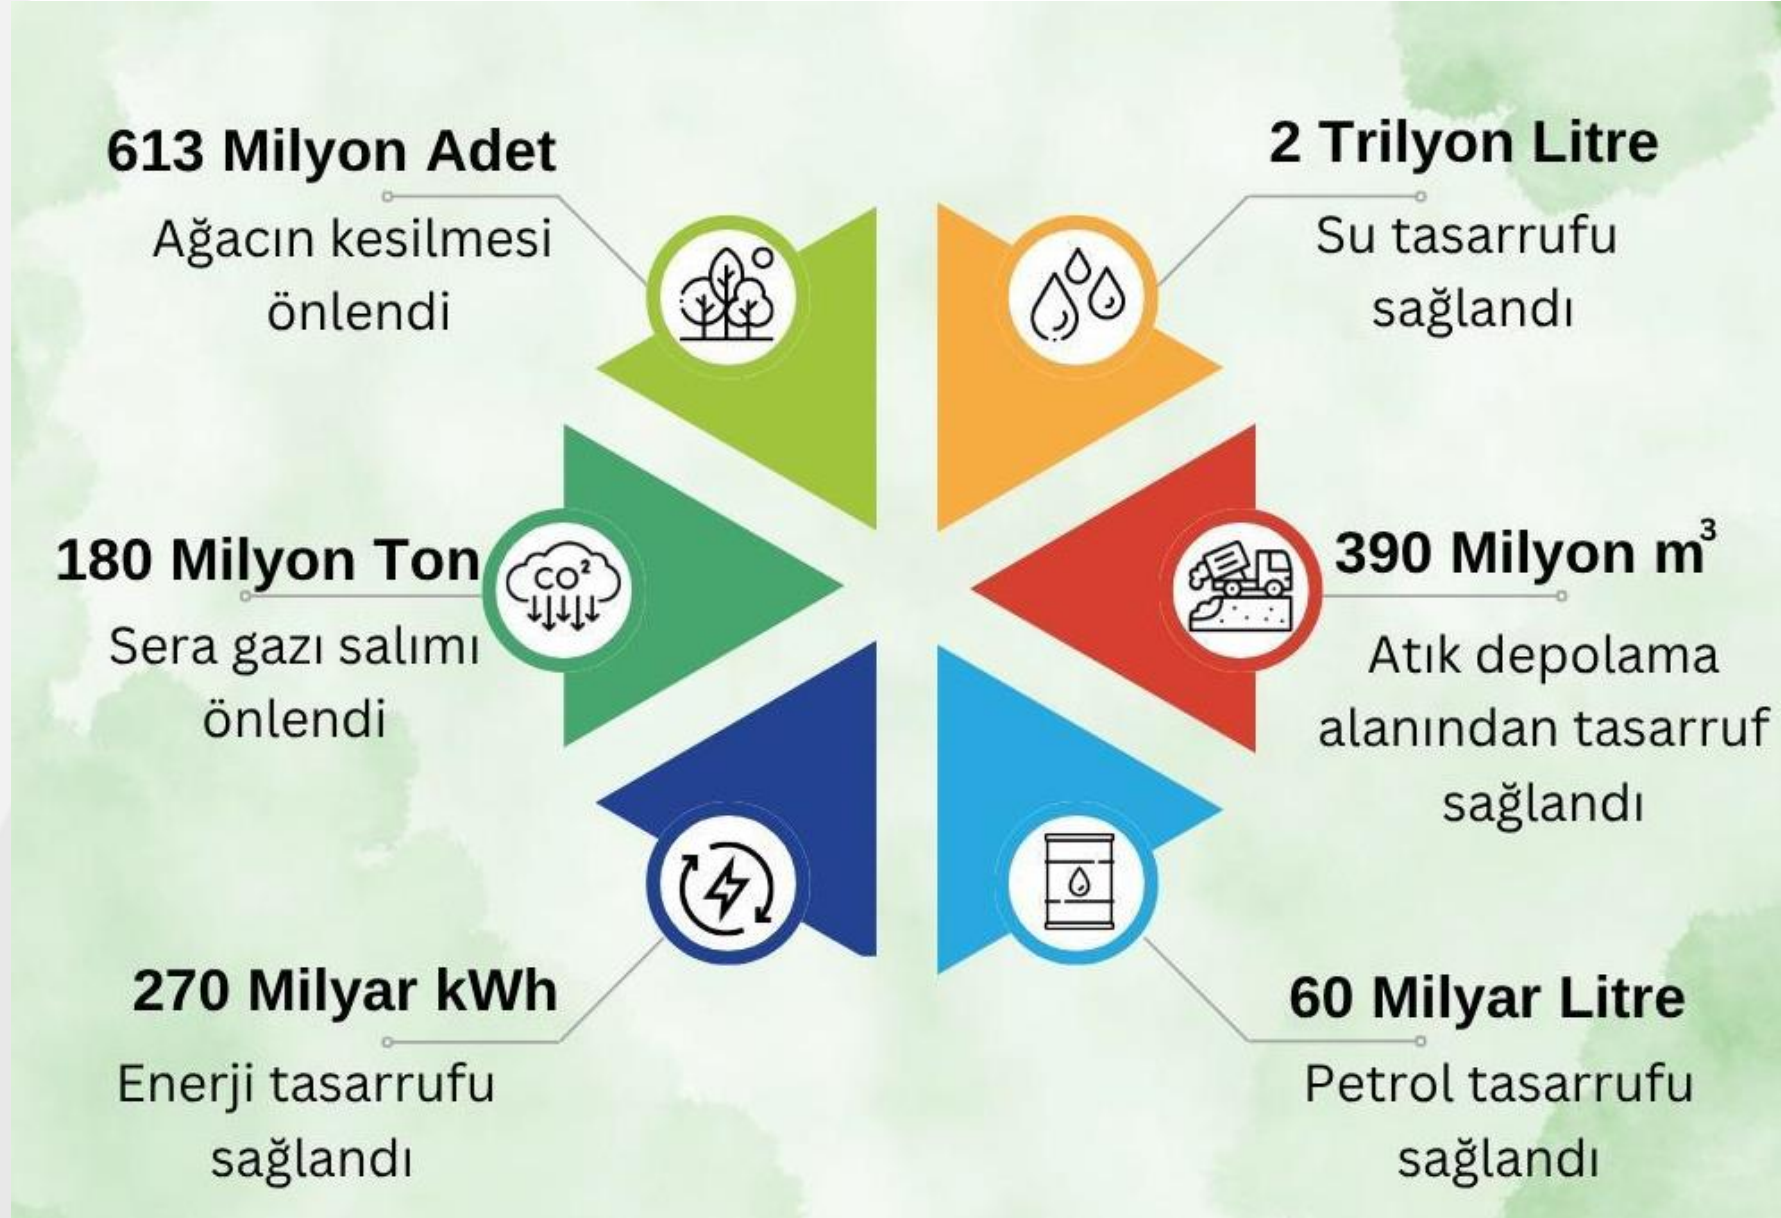 613 Milyon Adet
Ağacın kesilmesi
önlendi
2 Trilyon Litre
Su tasarrufu
sağlandı
180 Milyon Ton
Sera gazı salımı
önlendi
CO²
390 Milyon m³
Atık depolama
alanından tasarruf
sağlandı
270 Milyar kWh
Enerji tasarrufu
sağlandı
60 Milyar Litre
Petrol tasarrufu
sağlandı